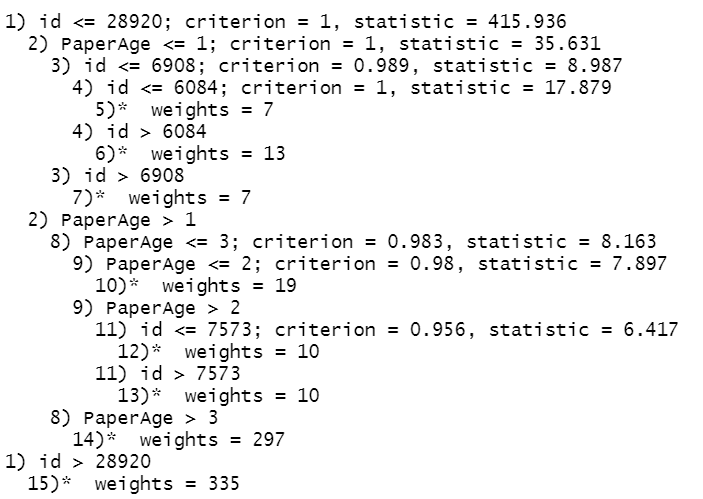 1) id <= 28920; criterion = 1, statistic = 415.936
2) PaperAge <= 1; criterion = 1, statistic = 35.631
3) id <= 6908; criterion = 0.989, statistic = 8.987
4) id <= 6084; criterion = 1, statistic = 17.879
5)* weights = 7
4) id > 6084
6)* weights = 13
3) id > 6908
7)* weights = 7
2) PaperAge > 1
8) PaperAge <= 3; criterion = 0.983, statistic = 8.163
9) PaperAge <= 2; criterion = 0.98, statistic = 7.897
10)* weights = 19
9) PaperAge > 2
11) id <= 7573; criterion = 0.956, statistic = 6.417
12)* weights = 10
11) id > 7573
13)* weights = 10
8) PaperAge > 3
14)* weights = 297
1) id > 28920
15)* weights = 335